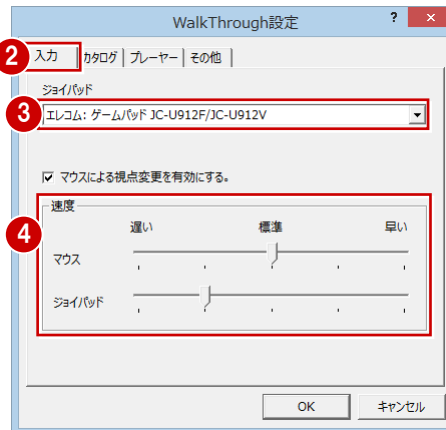 WalkThrough設定 ? ×
2 入力 カタログ プレーヤー その他
ジョイパッド
3 エレコム: ゲームパッド JC-U912F/JC-U912V
マウスによる視点変更を有効にする。
速度
4 遅い 標準 早い
マウス
ジョイパッド
OK キャンセル